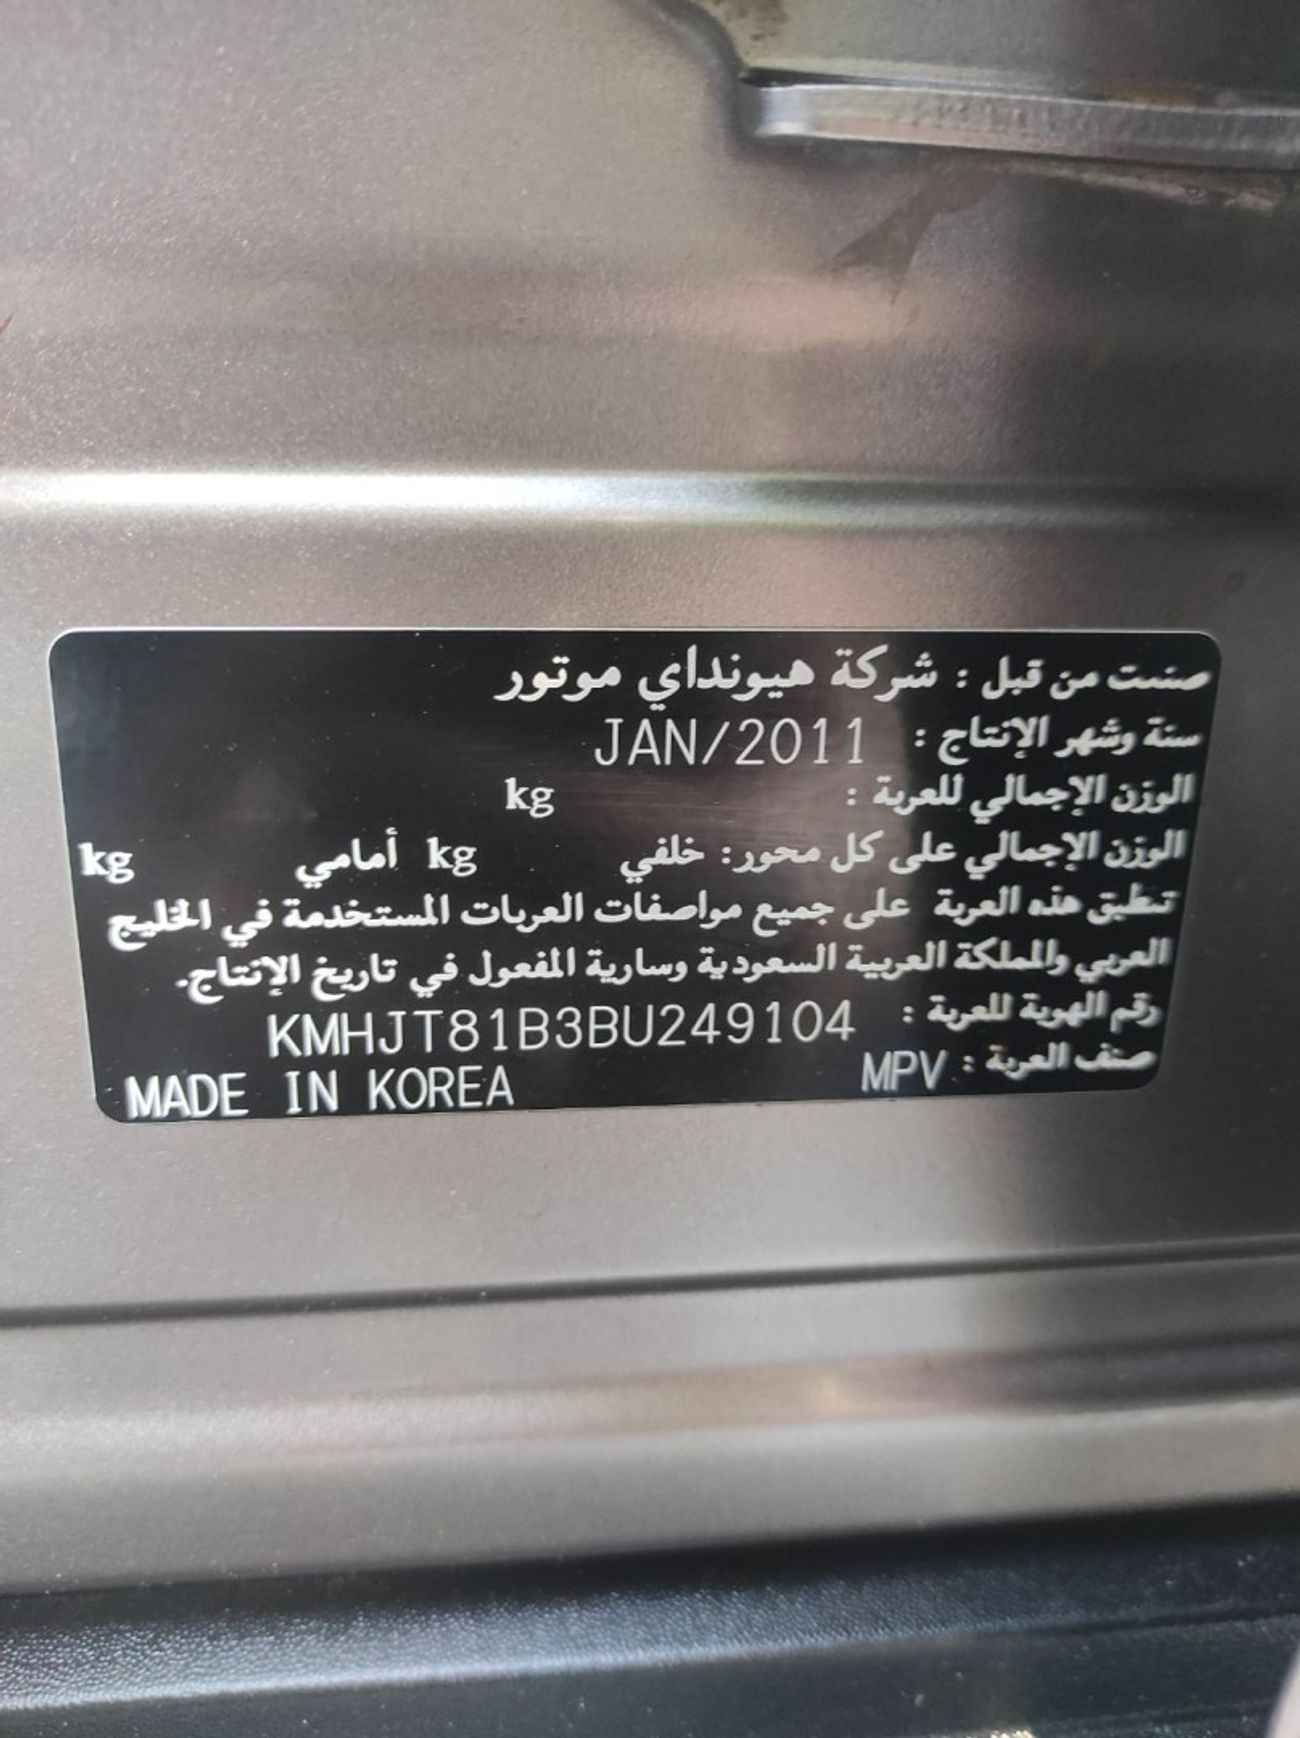 صنعت من قبل : شركة هيونداي موتور
سنة وشهر الإنتاج : JAN/2011
الوزن الإجمالي للعربة : kg
الوزن الإجمالي على كل محور: خلفي kg أمامي kg
تنطبق هذه العربة على جميع مواصفات العربات المستخدمة في الخليج
العربي والمملكة العربية السعودية وسارية المفعول في تاريخ الإنتاج.
رقم الهوية للعربة : KMHJT81B3BU249104
صنف العربة : MPV MADE IN KOREA